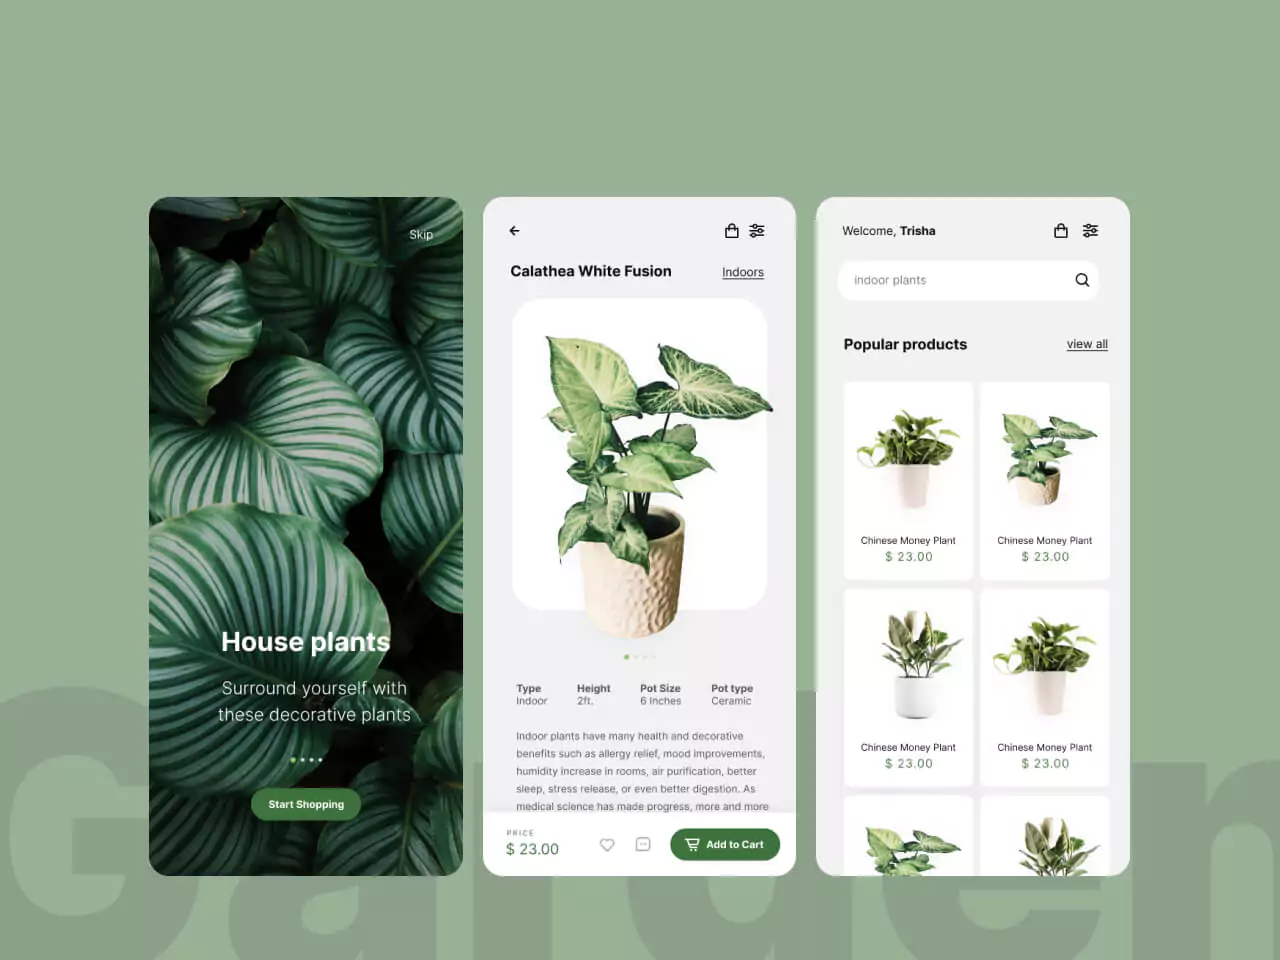 Skip
House plants
Surround yourself with
these decorative plants
Start Shopping
Calathea White Fusion
Indoors
Type
Height
Pot Size
Pot type
Indoor
2ft.
6 Inches
Ceramic
Indoor plants have many health and decorative
benefits such as allergy relief, mood improvements,
humidity increase in rooms, air purification, better
sleep, stress release, or even better digestion. As
medical science has made progress, more and more
PRICE
$ 23.00
Add to Cart
Welcome, Trisha
indoor plants
Popular products
view all
Chinese Money Plant
$ 23.00
Chinese Money Plant
$ 23.00
Chinese Money Plant
$ 23.00
Chinese Money Plant
$ 23.00
Garden